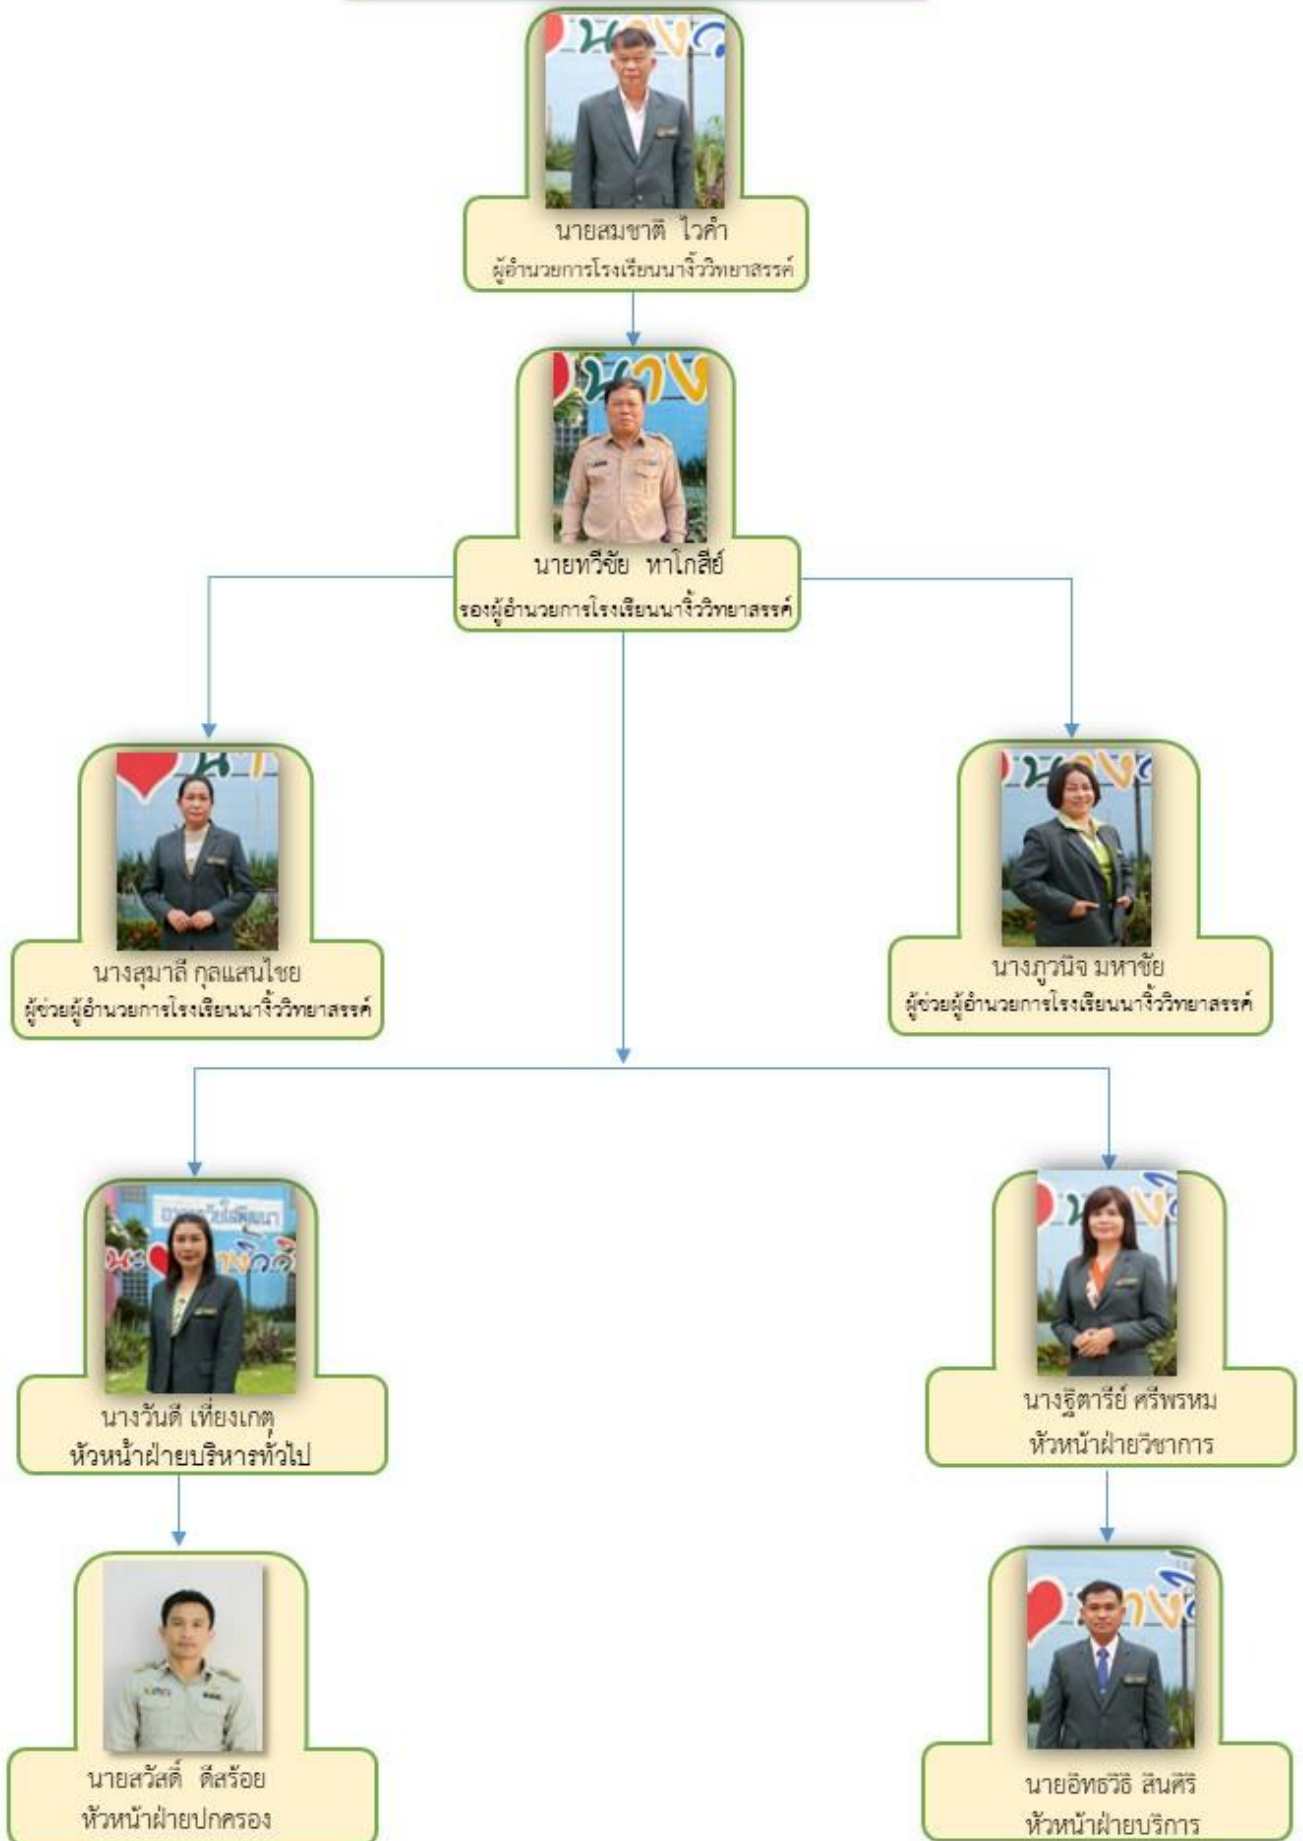 นายสมชาติ ไวคำ
ผู้อำนวยการโรงเรียนนางิ้ววิทยาสรรค์
นายทวีชัย ทาโกสีย์
รองผู้อำนวยการโรงเรียนนางิ้ววิทยาสรรค์
นางสุมาลี กุลแสนไชย
ผู้ช่วยผู้อำนวยการโรงเรียนนางิ้ววิทยาสรรค์
นางภูวนิจ มหาชัย
ผู้ช่วยผู้อำนวยการโรงเรียนนางิ้ววิทยาสรรค์
นางวันดี เที่ยงเกตุ
หัวหน้าฝ่ายบริหารทั่วไป
นางฐิตารีย์ ศรีพรหม
หัวหน้าฝ่ายวิชาการ
นายสวัสดิ์ ดีสร้อย
หัวหน้าฝ่ายปกครอง
นายอิทธวิธิ สินศิริ
หัวหน้าฝ่ายบริการ